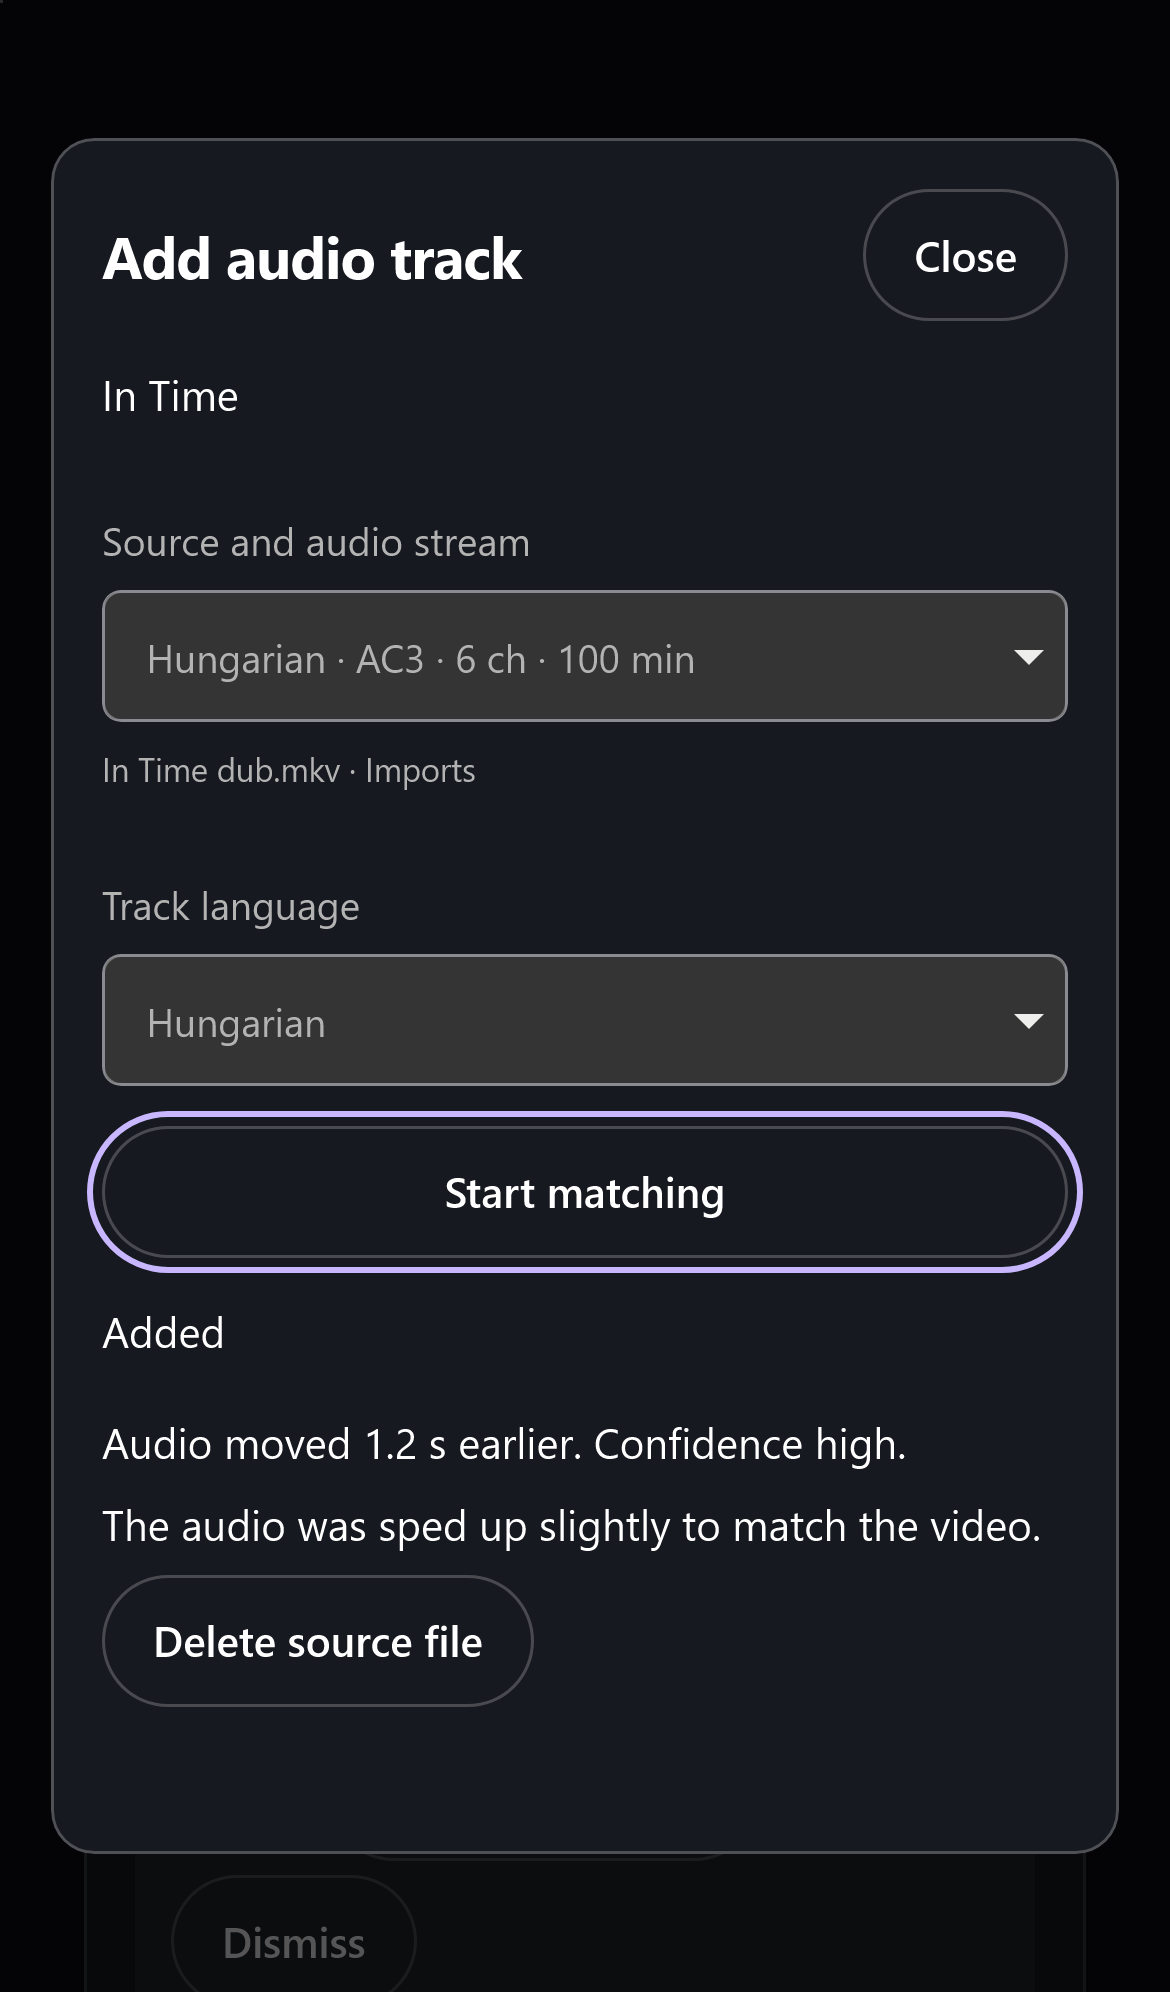 Add audio track
Close
In Time
Source and audio stream
Hungarian · AC3 · 6 ch · 100 min
In Time dub.mkv · Imports
Track language
Hungarian
Start matching
Added
Audio moved 1.2 s earlier. Confidence high.
The audio was sped up slightly to match the video.
Delete source file
Dismiss